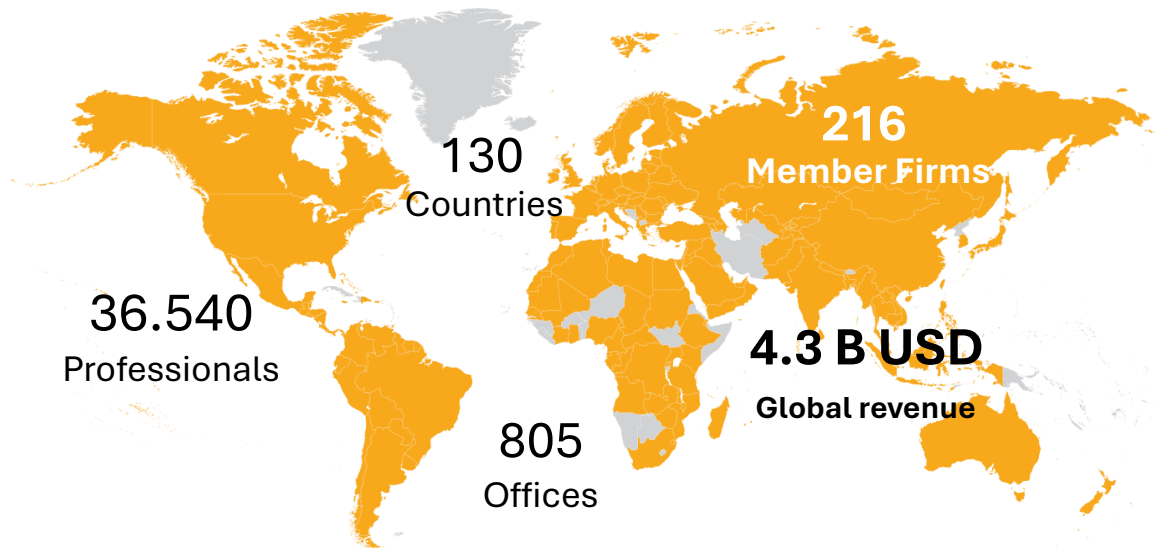 216
Member Firms
130
Countries
36.540
Professionals
4.3 B USD
Global revenue
805
Offices